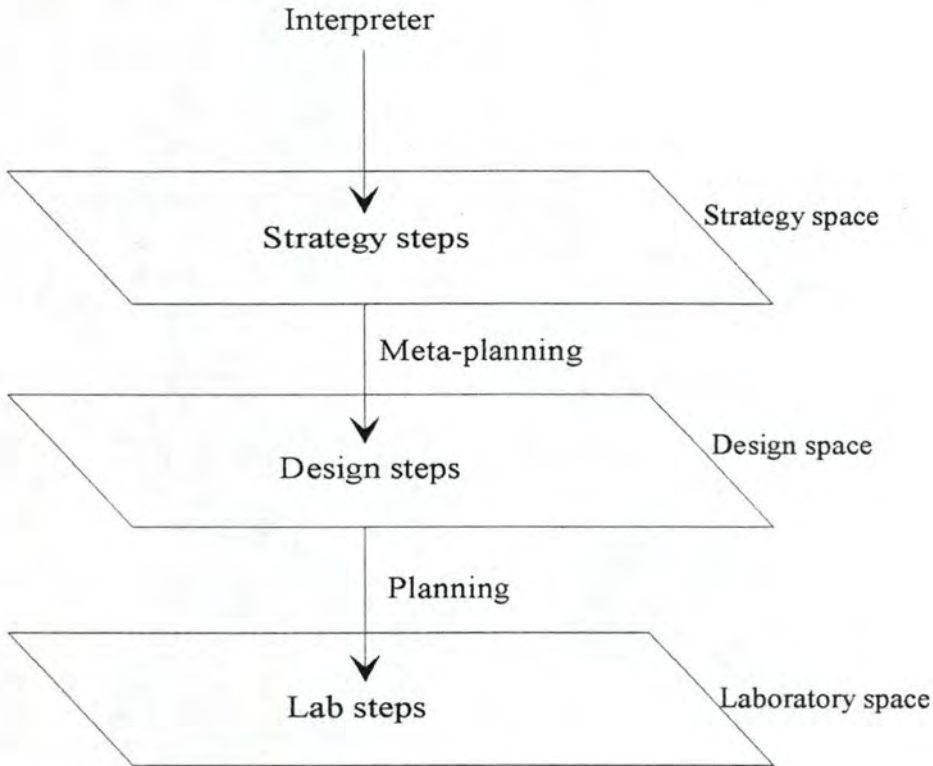 Interpreter
Strategy space
Strategy steps
Meta-planning
Design space
Design steps
Planning
Laboratory space
Lab steps